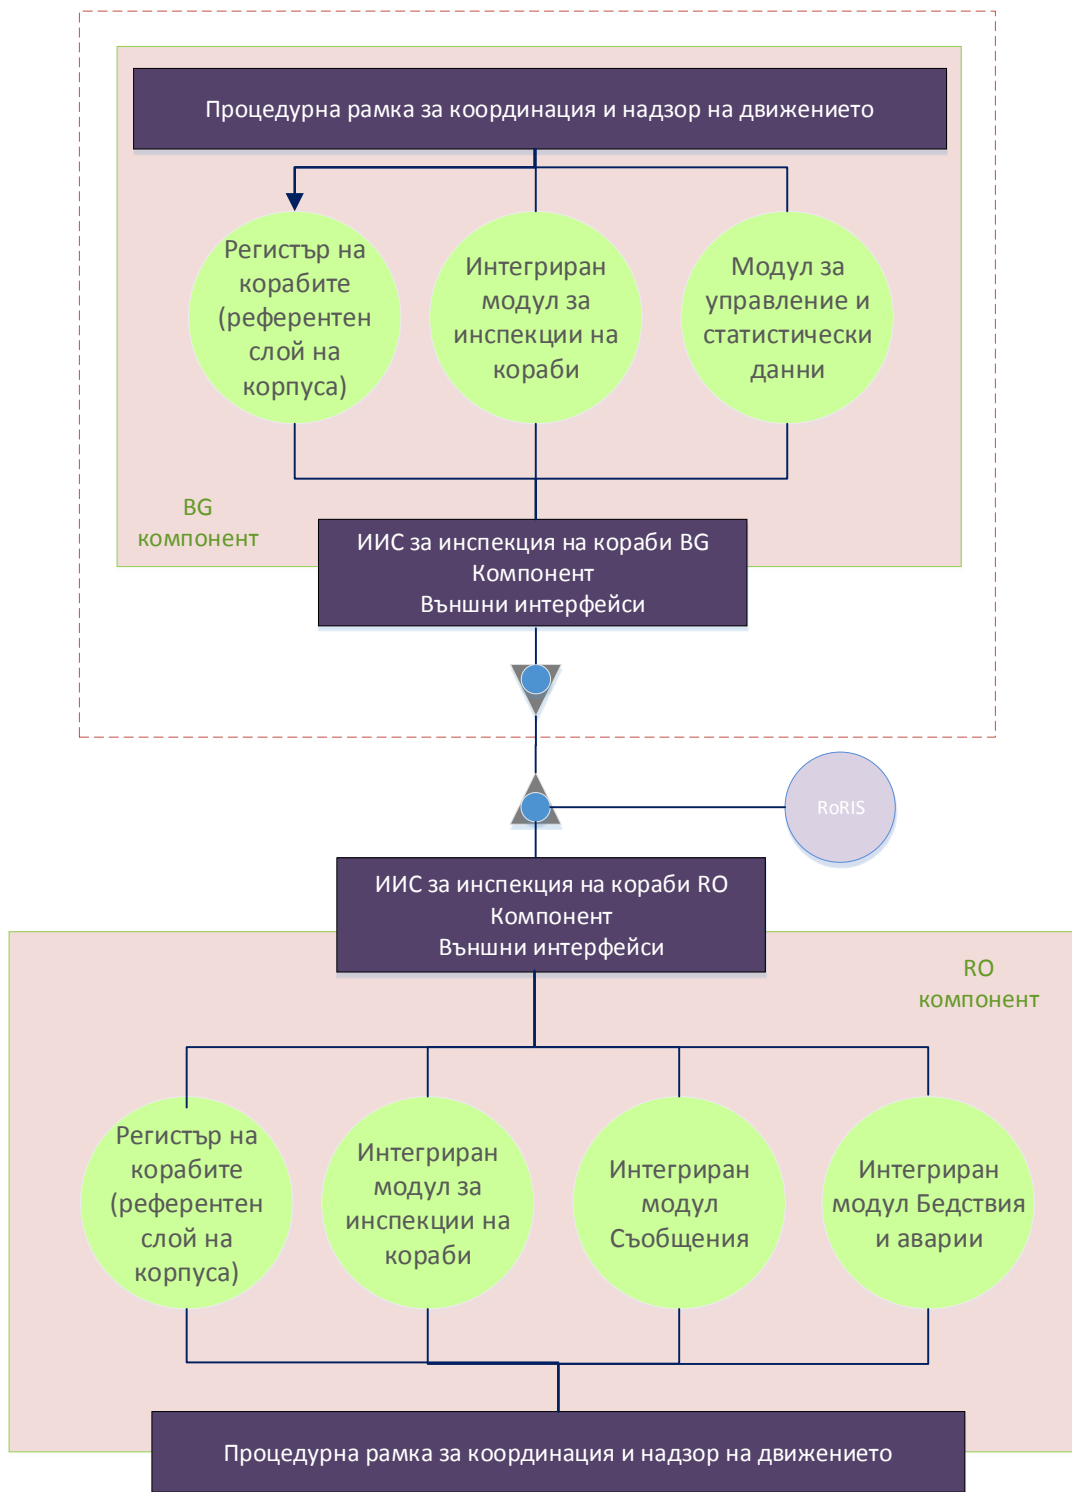 Процедурна рамка за координация и надзор на движението
Регистър на
корабите
(референтен
слой на
корпуса)
Интегриран
модул за
инспекции на
кораби
Модул за
управление и
статистически
данни
BG
компонент
ИИС за инспекция на кораби BG
Компонент
Външни интерфейси
RoRIS
ИИС за инспекция на кораби RO
Компонент
Външни интерфейси
RO
компонент
Регистър на
корабите
(референтен
слой на
корпуса)
Интегриран
модул за
инспекции на
кораби
Интегриран
модул
Съобщения
Интегриран
модул Бедствия
и аварии
Процедурна рамка за координация и надзор на движението